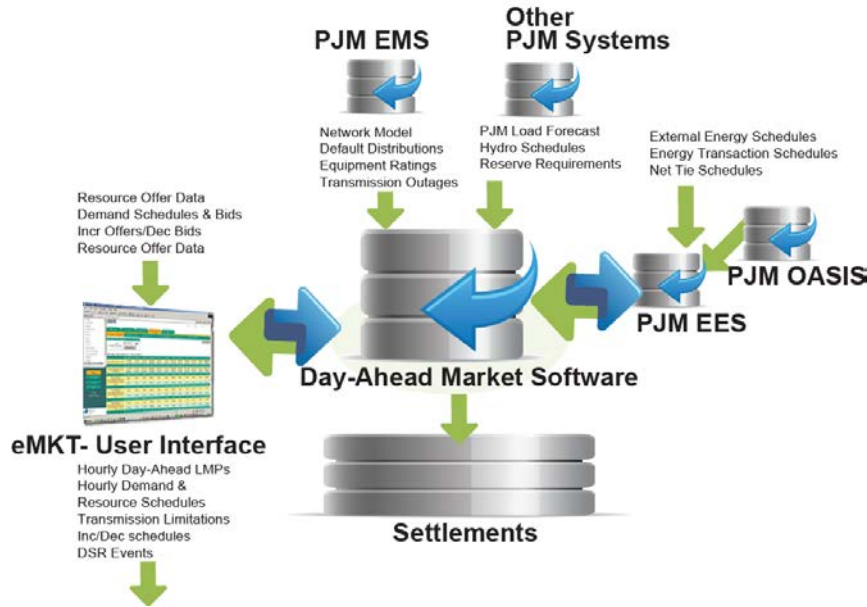 Other
PJM EMS
PJM Systems
Network Model
Default Distributions
Equipment Ratings
Transmission Outages
PJM Load Forecast
Hydro Schedules
Reserve Requirements
External Energy Schedules
Energy Transaction Schedules
Net Tie Schedules
Resource Offer Data
Demand Schedules & Bids
Incr Offers/Dec Bids
Resource Offer Data
PJM OASIS
PJM EES
Day-Ahead Market Software
eMKT- User Interface
Hourly Day-Ahead LMPs
Hourly Demand &
Resource Schedules
Transmission Limitations
Inc/Dec schedules
DSR Events
Settlements